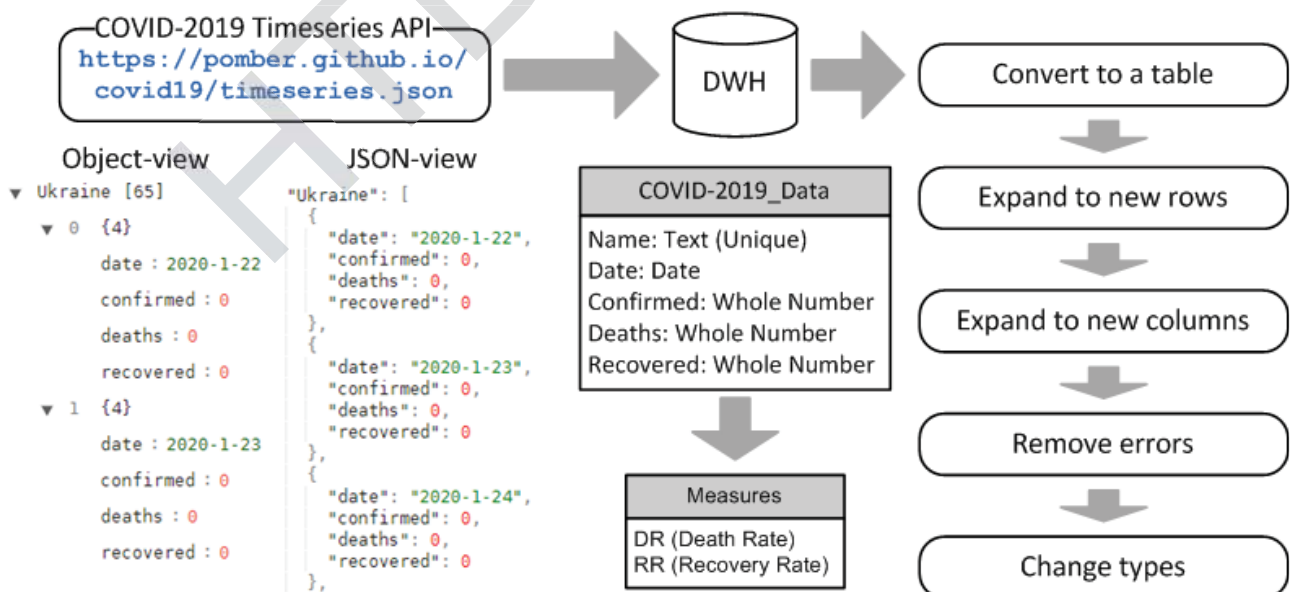 COVID-2019 Timeseries API
https://pomber.github.io/
covid19/timeseries.json
DWH
Convert to a table
Object-view
▼ Ukraine [65]
▼ 0 {4}
date : 2020-1-22
confirmed : 0
deaths : 0
recovered : 0
▼ 1 {4}
date : 2020-1-23
confirmed : 0
deaths : 0
recovered : 0
JSON-view
"Ukraine": [
{
"date": "2020-1-22",
"confirmed": 0,
"deaths": 0,
"recovered": 0
},
{
"date": "2020-1-23",
"confirmed": 0,
"deaths": 0,
"recovered": 0
},
{
"date": "2020-1-24",
"confirmed": 0,
"deaths": 0,
"recovered": 0
},
COVID-2019_Data
Name: Text (Unique)
Date: Date
Confirmed: Whole Number
Deaths: Whole Number
Recovered: Whole Number
Measures
DR (Death Rate)
RR (Recovery Rate)
Expand to new rows
Expand to new columns
Remove errors
Change types